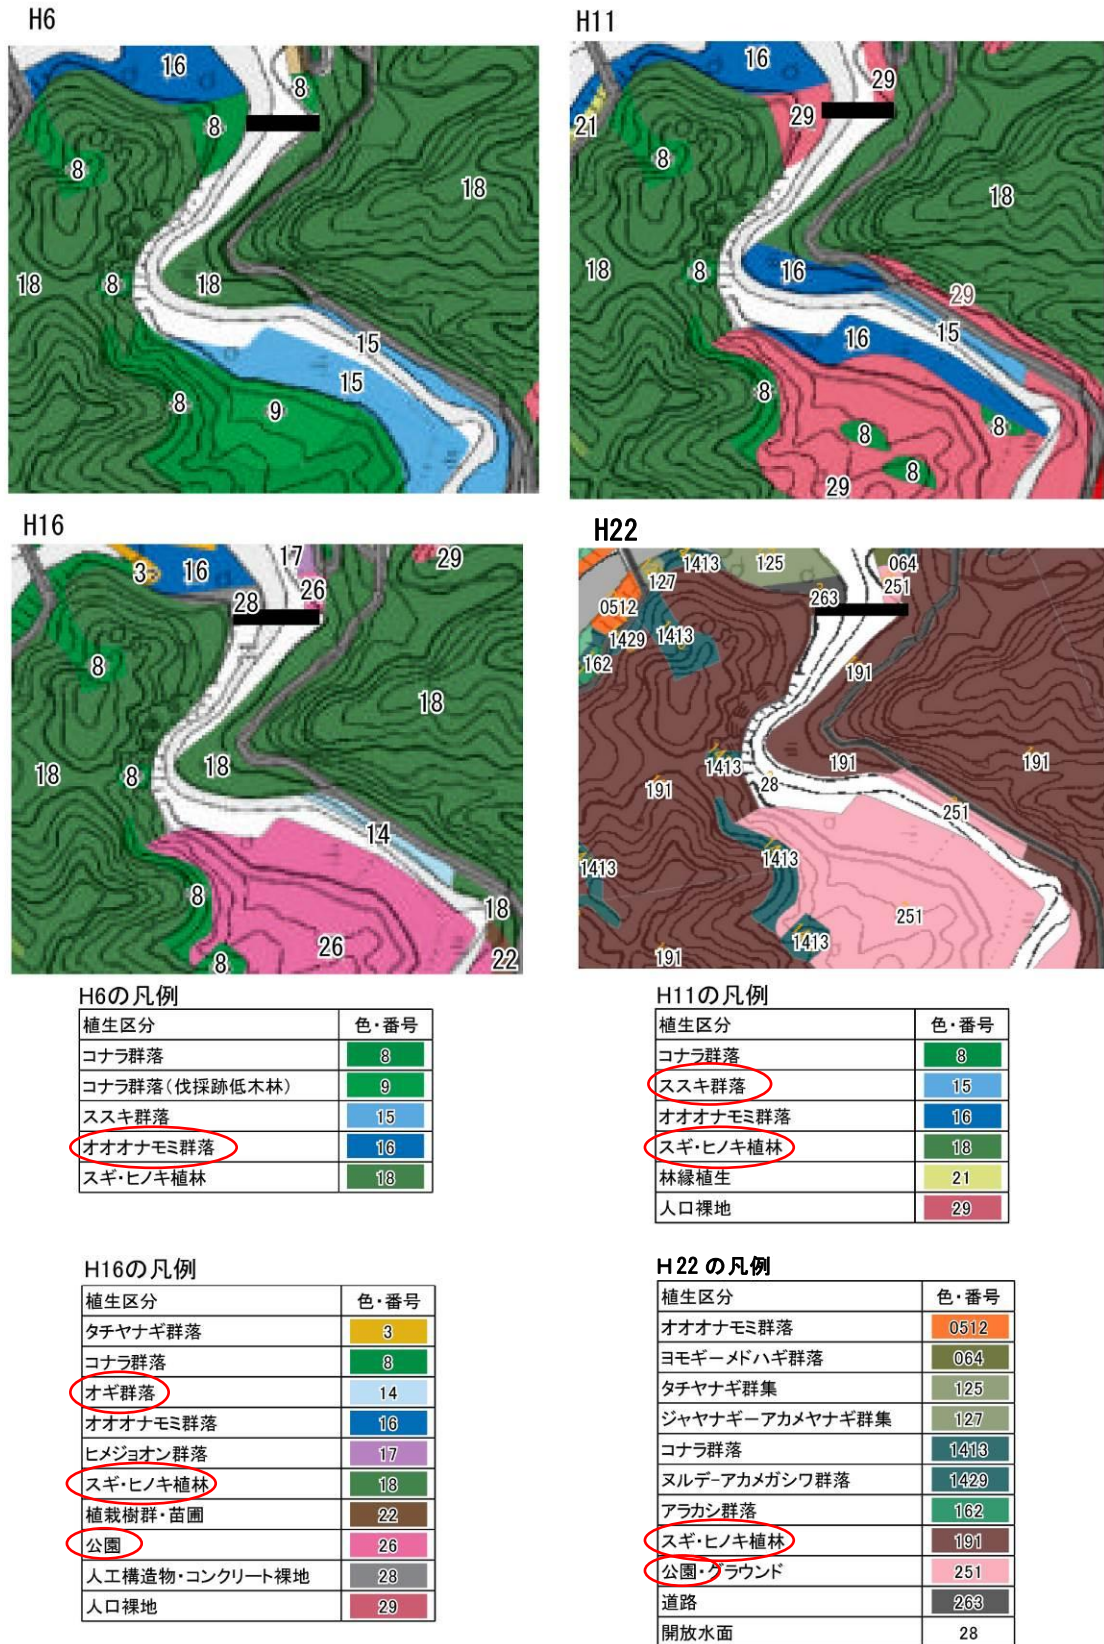 H6
16
8
8
8
18
18
8
18
15
15
8
9
H11
16
29
29
21
8
18
18
8
16
29
15
16
8
8
8
8
29
H16
3
16
17
29
26
28
8
18
18
18
8
14
8
18
26
8
22
H22
1413
125
064
127
251
263
0512
1429
1413
162
191
1413
191
191
191
28
251
1413
1413
251
1413
191
H6の凡例
植生区分 色・番号
コナラ群落 8
コナラ群落(伐採跡低木林) 9
ススキ群落 15
オオオナモミ群落 16
スギ・ヒノキ植林 18
H11の凡例
植生区分 色・番号
コナラ群落 8
ススキ群落 15
オオオナモミ群落 16
スギ・ヒノキ植林 18
林縁植生 21
人口裸地 29
H16の凡例
植生区分 色・番号
タチヤナギ群落 3
コナラ群落 8
オギ群落 14
オオオナモミ群落 16
ヒメジョオン群落 17
スギ・ヒノキ植林 18
植栽樹群・苗圃 22
公園 26
人工構造物・コンクリート裸地 28
人口裸地 29
H22の凡例
植生区分 色・番号
オオオナモミ群落 0512
ヨモギーメドハギ群落 064
タチヤナギ群集 125
ジャヤナギーアカメヤナギ群集 127
コナラ群落 1413
ヌルデーアカメガシワ群落 1429
アラカシ群落 162
スギ・ヒノキ植林 191
公園・グラウンド 251
道路 263
開放水面 28